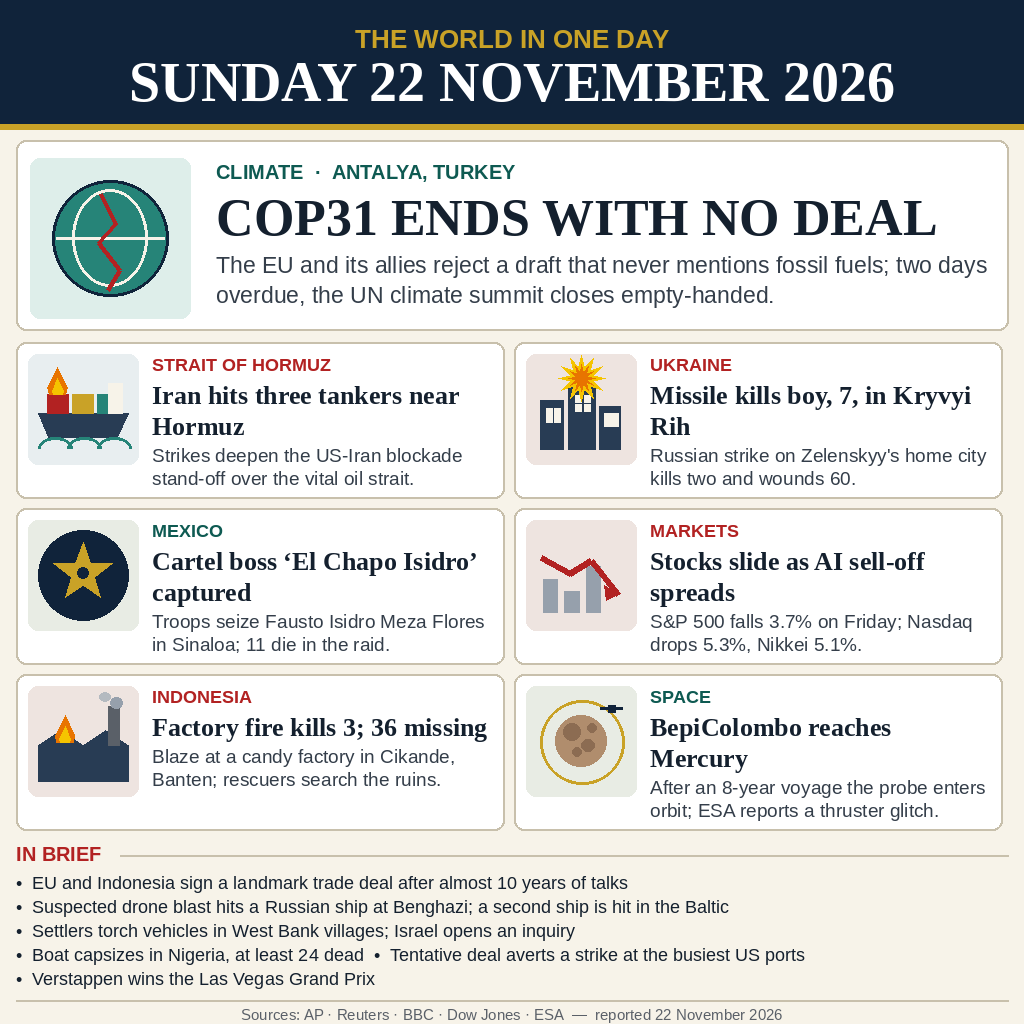 THE WORLD IN ONE DAY
SUNDAY 22 NOVEMBER 2026
CLIMATE · ANTALYA, TURKEY
COP31 ENDS WITH NO DEAL
The EU and its allies reject a draft that never mentions fossil fuels; two days
overdue, the UN climate summit closes empty-handed.
STRAIT OF HORMUZ
Iran hits three tankers near
Hormuz
Strikes deepen the US-Iran blockade
stand-off over the vital oil strait.
UKRAINE
Missile kills boy, 7, in Kryvyi
Rih
Russian strike on Zelenskyy's home city
kills two and wounds 60.
MEXICO
Cartel boss ‘El Chapo Isidro’
captured
Troops seize Fausto Isidro Meza Flores
in Sinaloa; 11 die in the raid.
MARKETS
Stocks slide as AI sell-off
spreads
S&P 500 falls 3.7% on Friday; Nasdaq
drops 5.3%, Nikkei 5.1%.
INDONESIA
Factory fire kills 3; 36 missing
Blaze at a candy factory in Cikande,
Banten; rescuers search the ruins.
SPACE
BepiColombo reaches
Mercury
After an 8-year voyage the probe enters
orbit; ESA reports a thruster glitch.
IN BRIEF
• EU and Indonesia sign a landmark trade deal after almost 10 years of talks
• Suspected drone blast hits a Russian ship at Benghazi; a second ship is hit in the Baltic
• Settlers torch vehicles in West Bank villages; Israel opens an inquiry
• Boat capsizes in Nigeria, at least 24 dead • Tentative deal averts a strike at the busiest US ports
• Verstappen wins the Las Vegas Grand Prix
Sources: AP · Reuters · BBC · Dow Jones · ESA — reported 22 November 2026